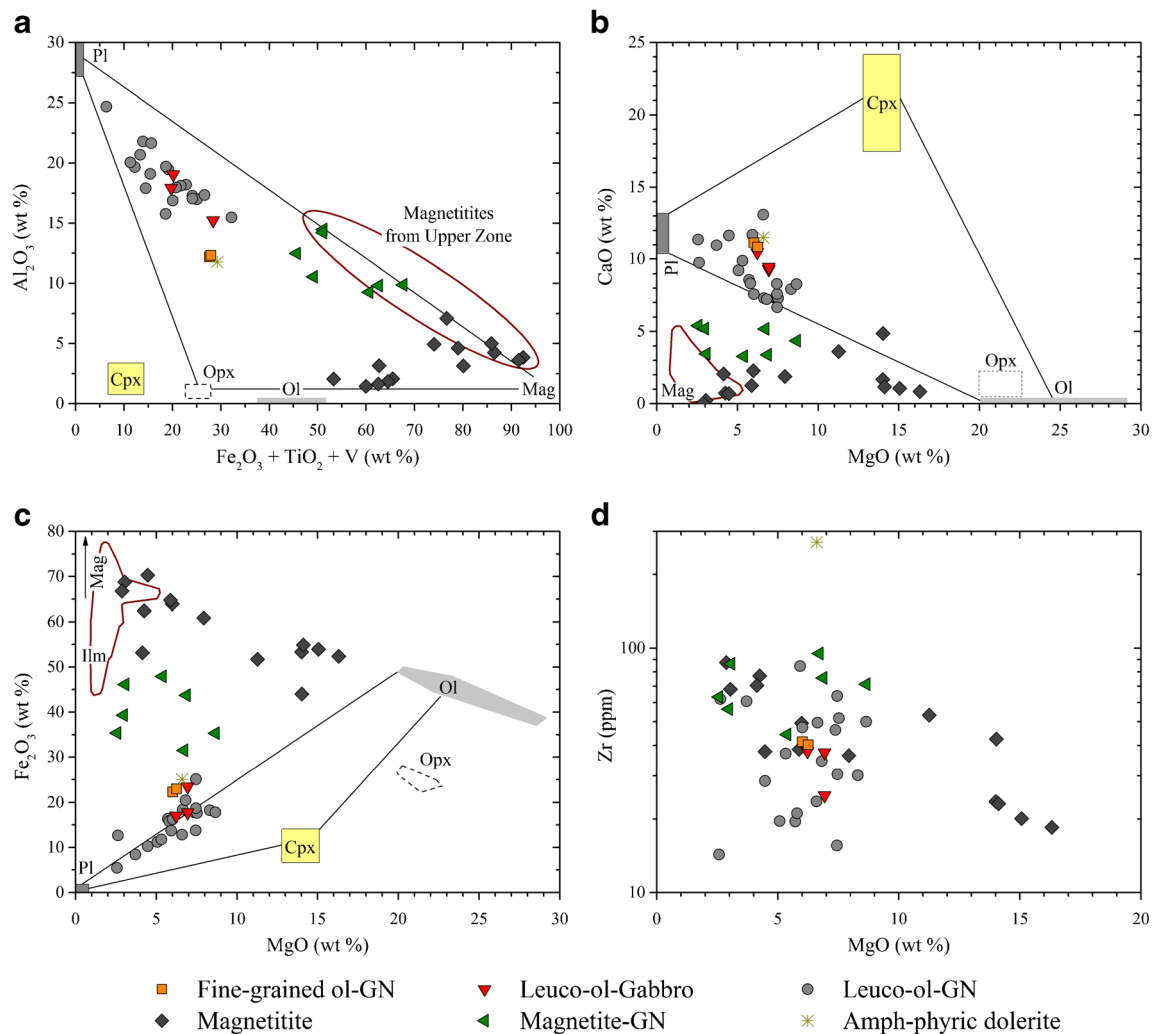 a
30
25
20
15
10
5
0
Al₂O₃ (wt %)
Pl
Magnetitites
from Upper Zone
Cpx
Opx
Ol
Mag
0 10 20 30 40 50 60 70 80 90 100
Fe₂O₃ + TiO₂ + V (wt %)
b
25
20
15
10
5
0
CaO (wt %)
Cpx
Pl
Opx
Mag
Ol
0 5 10 15 20 25 30
MgO (wt %)
c
80
70
60
50
40
30
20
10
0
Fe₂O₃ (wt %)
Mag
Ilm
Ol
Opx
Cpx
Pl
0 5 10 15 20 25 30
MgO (wt %)
d
100
10
Zr (ppm)
0 5 10 15 20
MgO (wt %)
Fine-grained ol-GN Leuco-ol-Gabbro Leuco-ol-GN
Magnetitite Magnetite-GN Amph-phyric dolerite